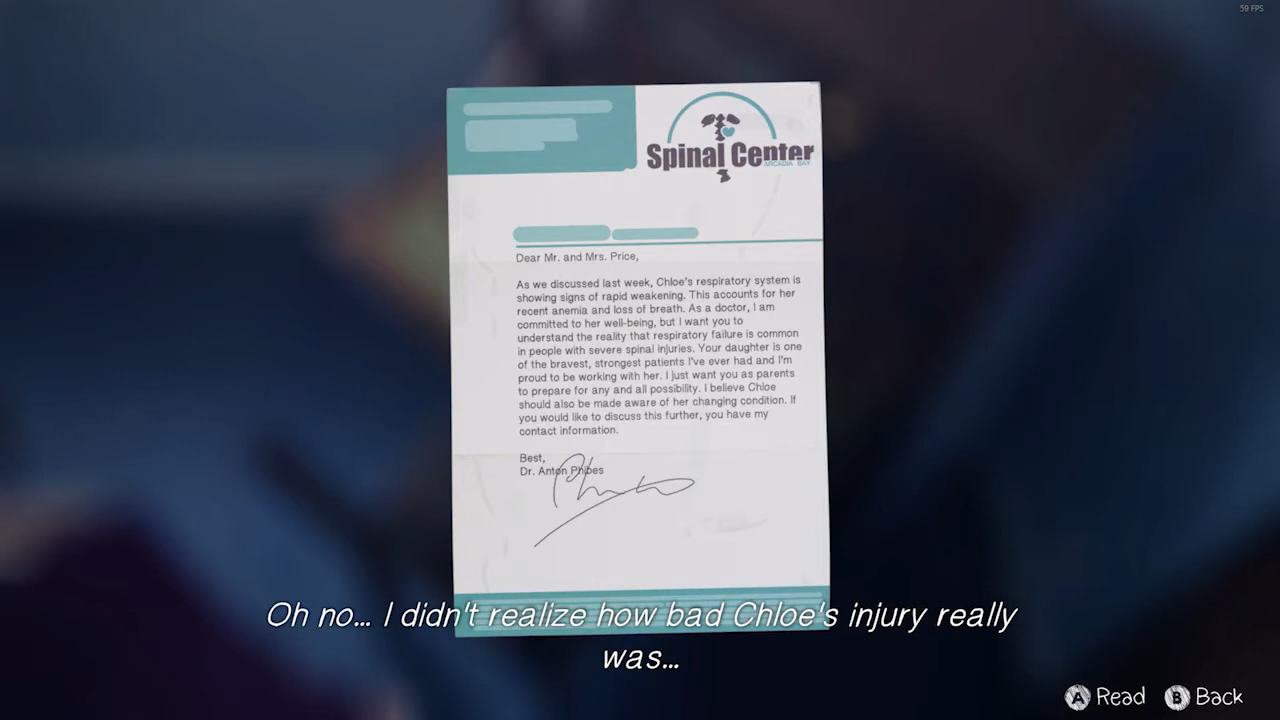 59 FPS
Spinal Center
ARCADIA BAY
Dear Mr. and Mrs. Price,
As we discussed last week, Chloe's respiratory system is
showing signs of rapid weakening. This accounts for her
recent anemia and loss of breath. As a doctor, I am
committed to her well-being, but I want you to
understand the reality that respiratory failure is common
in people with severe spinal injuries. Your daughter is one
of the bravest, strongest patients I've ever had and I'm
proud to be working with her. I just want you as parents
to prepare for any and all possibility. I believe Chloe
should also be made aware of her changing condition. If
you would like to discuss this further, you have my
contact information.
Best,
Dr. Anton Phibes
Oh no... I didn't realize how bad Chloe's injury really
was...
A Read B Back